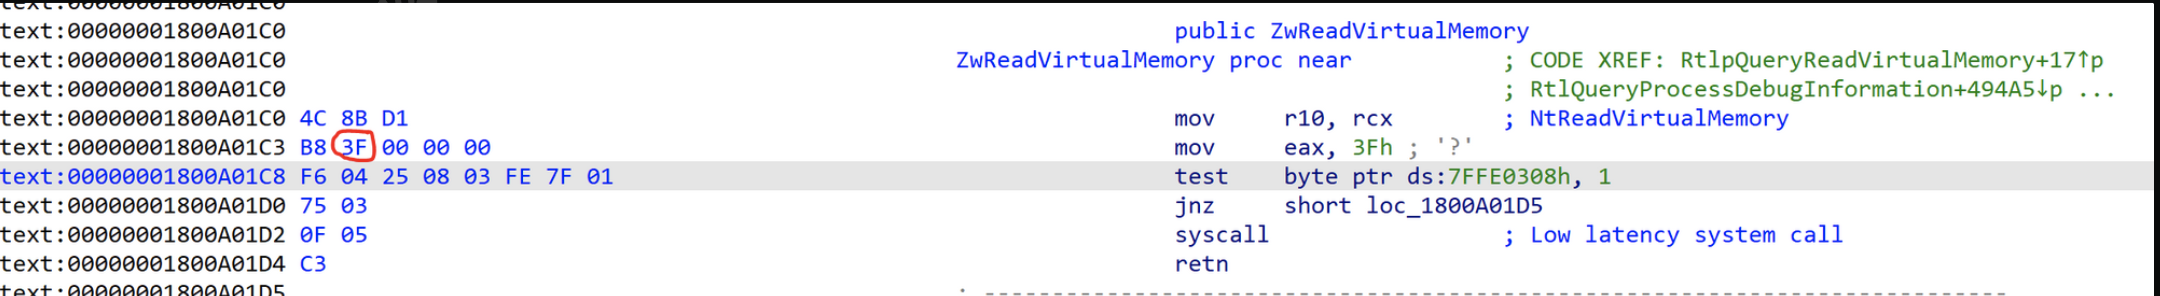 text:00000001800A01C0
text:00000001800A01C0 public ZwReadVirtualMemory
text:00000001800A01C0 ZwReadVirtualMemory proc near ; CODE XREF: RtlpQueryReadVirtualMemory+17↑p
text:00000001800A01C0 ; RtlQueryProcessDebugInformation+494A5↓p ...
text:00000001800A01C0 4C 8B D1 mov r10, rcx ; NtReadVirtualMemory
text:00000001800A01C3 B8 3F 00 00 00 mov eax, 3Fh ; '?'
text:00000001800A01C8 F6 04 25 08 03 FE 7F 01 test byte ptr ds:7FFE0308h, 1
text:00000001800A01D0 75 03 jnz short loc_1800A01D5
text:00000001800A01D2 0F 05 syscall ; Low latency system call
text:00000001800A01D4 C3 retn
text:00000001800A01D5 ; ---------------------------------------------------------------------------